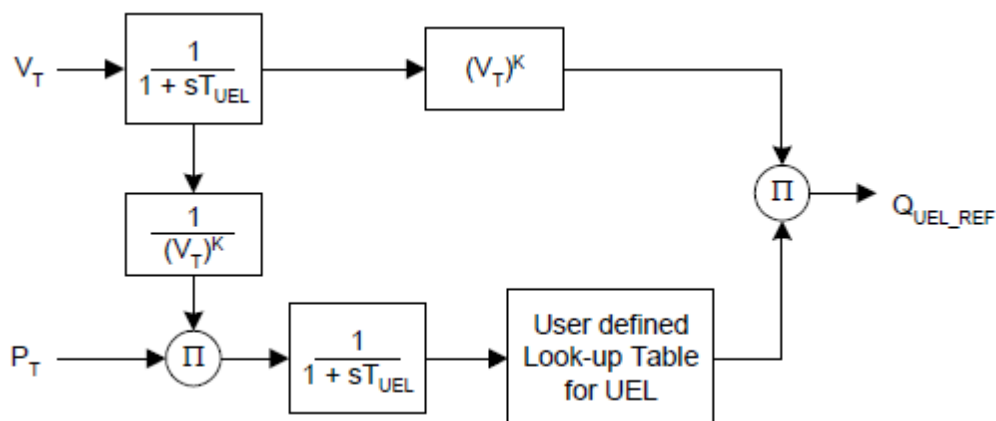 V_T
1
1 + sT_UEL
(V_T)^K
Π
Q_UEL_REF
1
(V_T)^K
P_T
Π
1
1 + sT_UEL
User defined
Look-up Table
for UEL